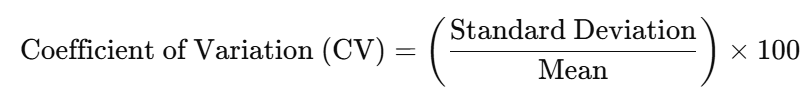 Coefficient of Variation (CV) = (Standard Deviation / Mean) × 100